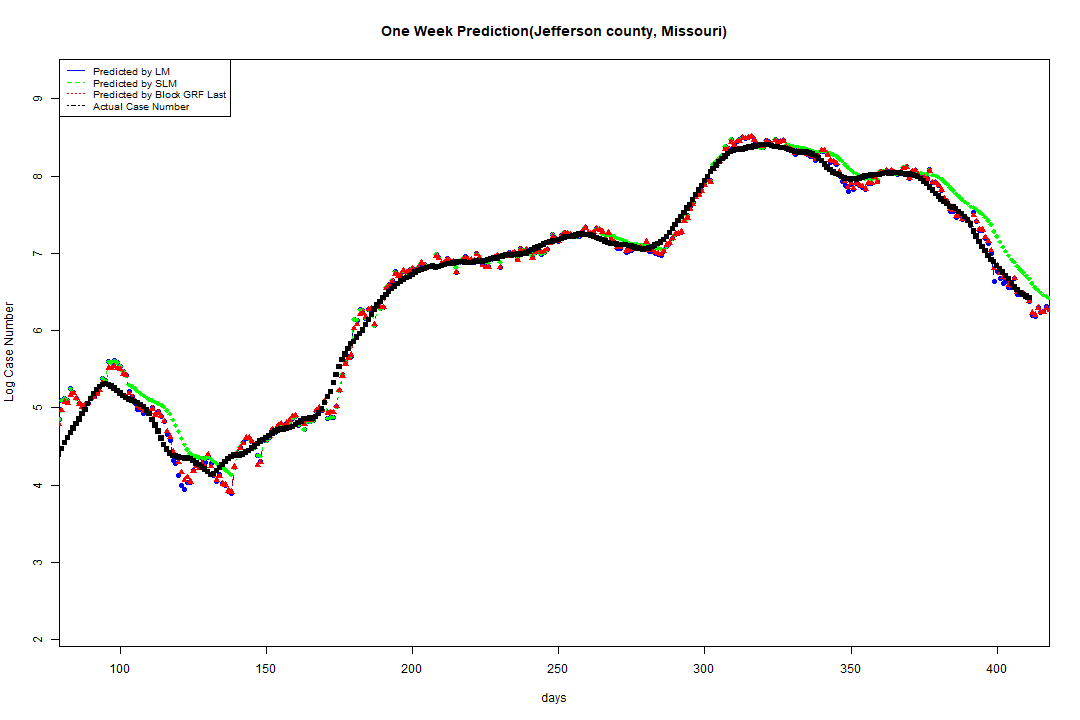 One Week Prediction(Jefferson county, Missouri)
Predicted by LM
Predicted by SLM
Predicted by Block GRF Last
Actual Case Number
9
8
7
6
5
4
3
2
Log Case Number
100 150 200 250 300 350 400
days